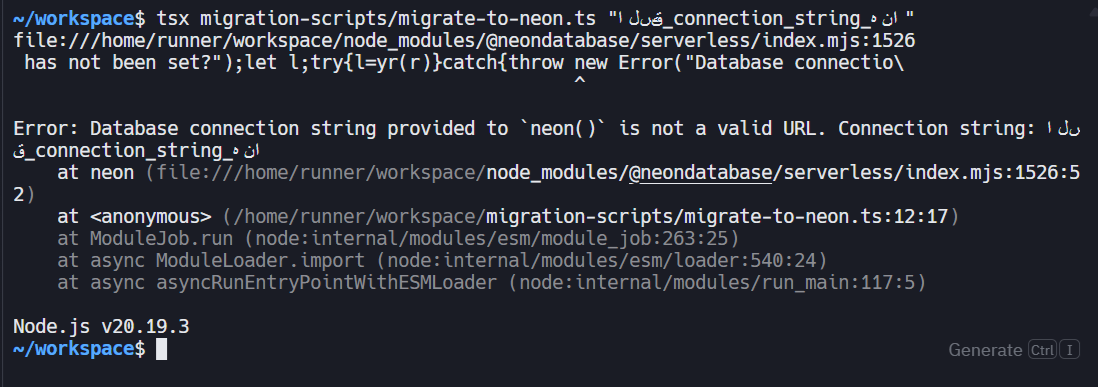 ~/workspace$ tsx migration-scripts/migrate-to-neon.ts "الصق_connection_string_هنا"
file:///home/runner/workspace/node_modules/@neondatabase/serverless/index.mjs:1526
 has not been set?");let l;try{l=yr(r)}catch{throw new Error("Database connectio\
^
Error: Database connection string provided to `neon()` is not a valid URL. Connection string: الص
ق_connection_string_هنا
    at neon (file:///home/runner/workspace/node_modules/@neondatabase/serverless/index.mjs:1526:5
2)
    at <anonymous> (/home/runner/workspace/migration-scripts/migrate-to-neon.ts:12:17)
    at ModuleJob.run (node:internal/modules/esm/module_job:263:25)
    at async ModuleLoader.import (node:internal/modules/esm/loader:540:24)
    at async asyncRunEntryPointWithESMLoader (node:internal/modules/run_main:117:5)
Node.js v20.19.3
~/workspace$
Generate Ctrl I